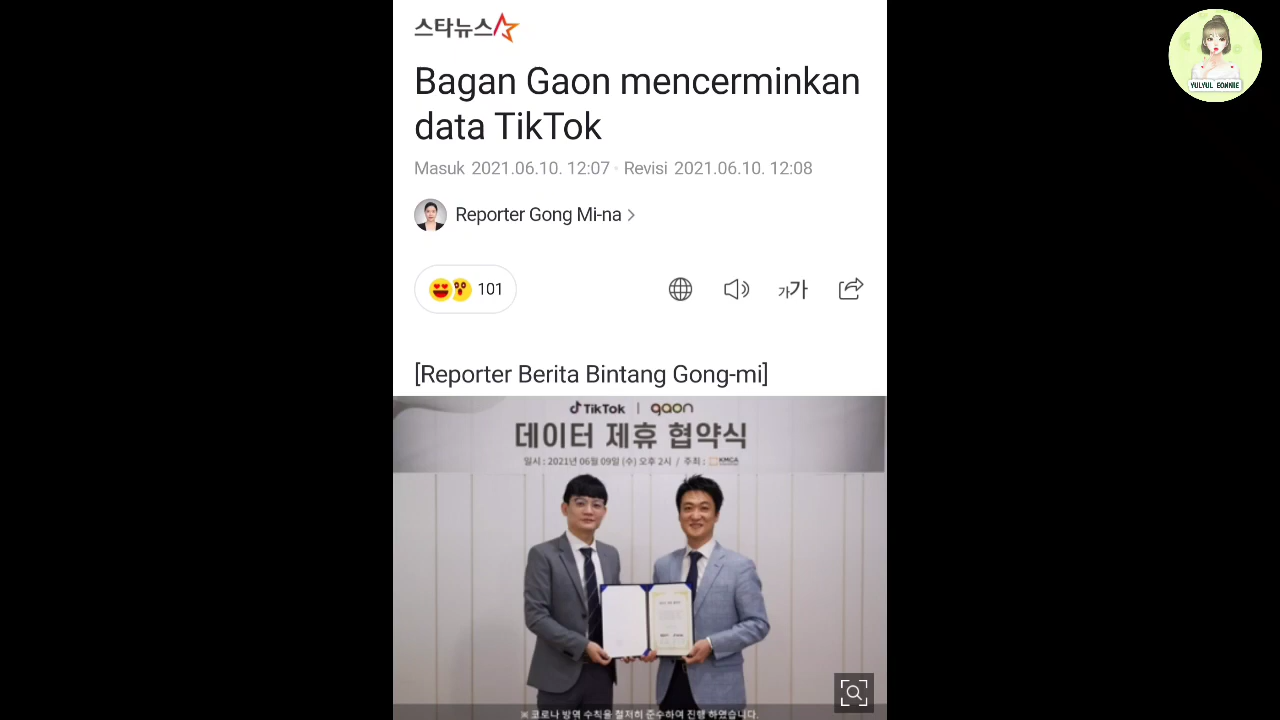 스타뉴스
Bagan Gaon mencerminkan
data TikTok
Masuk 2021.06.10. 12:07 · Revisi 2021.06.10. 12:08
Reporter Gong Mi-na
101
가가
[Reporter Berita Bintang Gong-mi]
TikTok | gaon
데이터 제휴 협약식
일시 : 2021년 06월 09일 (수) 오후 2시 / 주최 : KMCA
※ 코로나 방역 수칙을 철저히 준수하여 진행 하였습니다.
YULYUL EONNIE